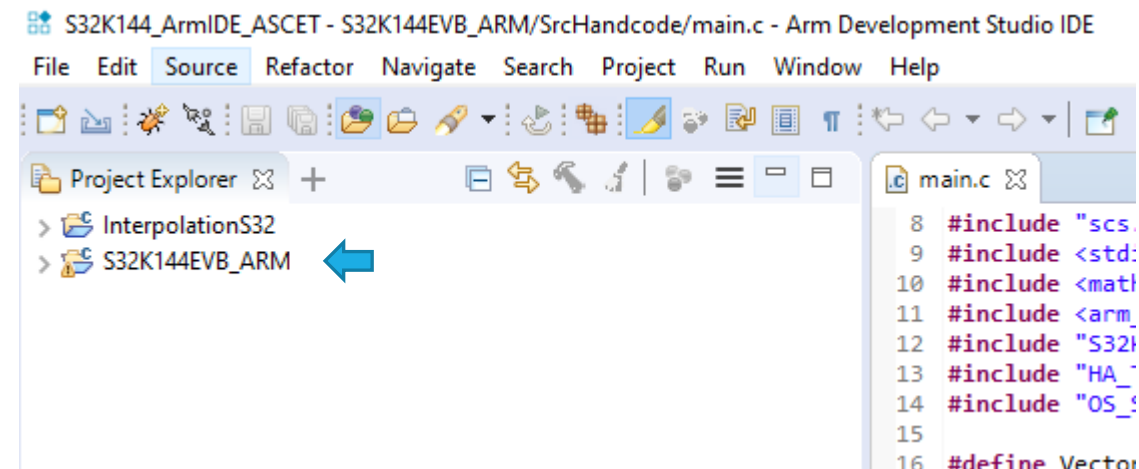 S32K144_ArmIDE_ASCET - S32K144EVB_ARM/SrcHandcode/main.c - Arm Development Studio IDE
File Edit Source Refactor Navigate Search Project Run Window Help
Project Explorer
InterpolationS32
S32K144EVB_ARM
main.c
8 #include "scs.
9 #include <stdi
10 #include <math
11 #include <arm_
12 #include "S32K
13 #include "HA_T
14 #include "OS_S
15
16 #define Vector